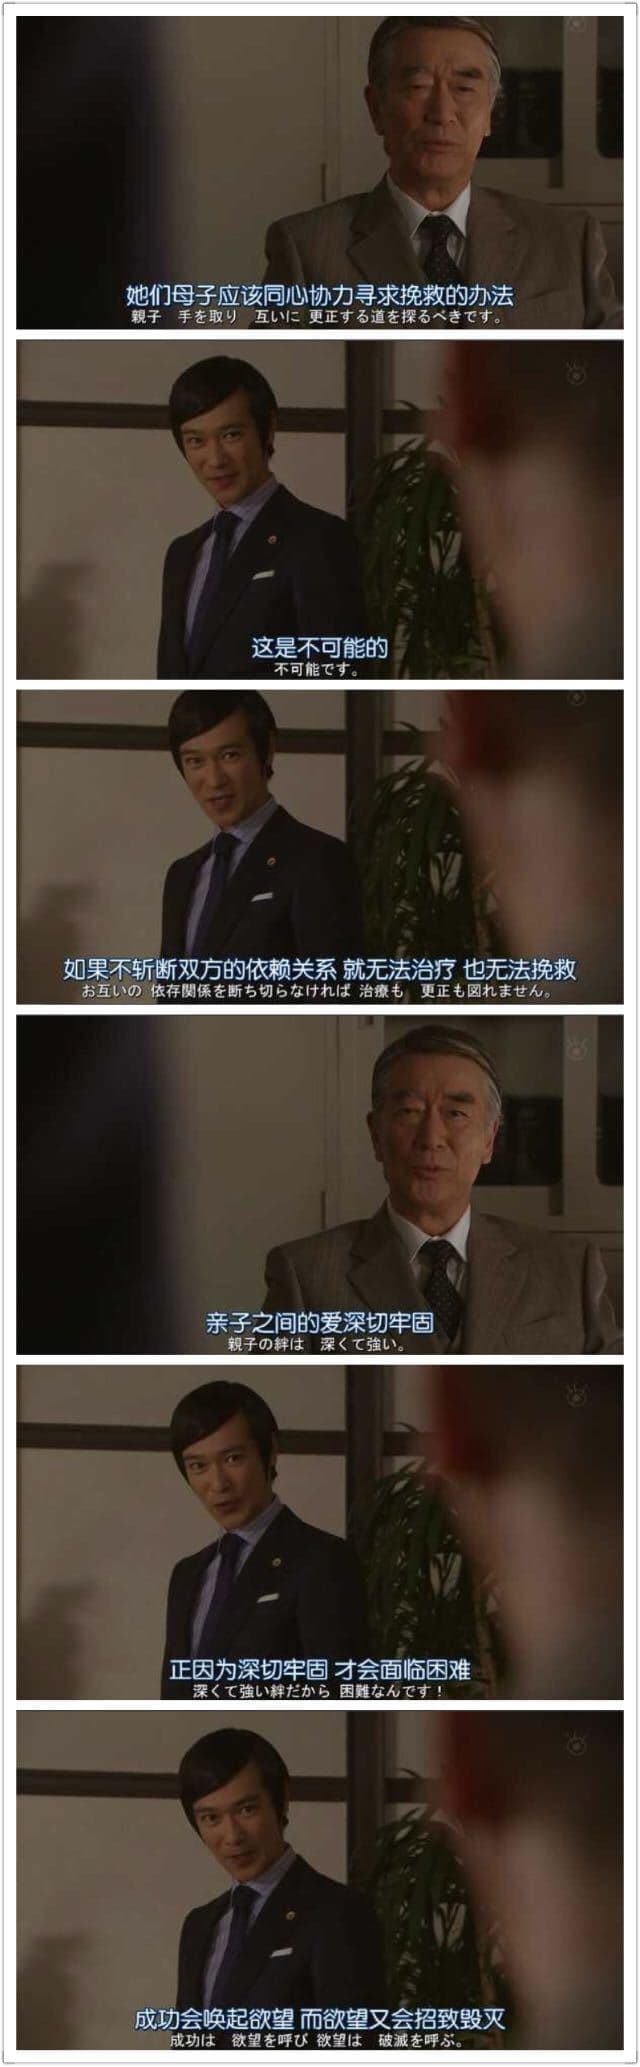 她们母子应该同心协力寻求挽救的办法
親子 手を取り 互いに 更正する道を探るべきです。
这是不可能的
不可能です。
如果不斩断双方的依赖关系 就无法治疗 也无法挽救
お互いの 依存関係を断ち切らなければ 治療も 更正も図れません。
亲子之间的爱深切牢固
親子の絆は 深くて強い。
正因为深切牢固 才会面临困难
深くて強い絆だから 困難なんです！
成功会唤起欲望 而欲望又会招致毁灭
成功は 欲望を呼び 欲望は 破滅を呼ぶ。